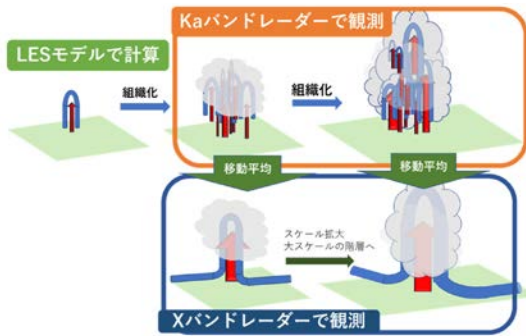 Kaバンドレーダーで観測
LESモデルで計算
組織化
組織化
移動平均
移動平均
スケール拡大
大スケールの階層へ
Xバンドレーダーで観測